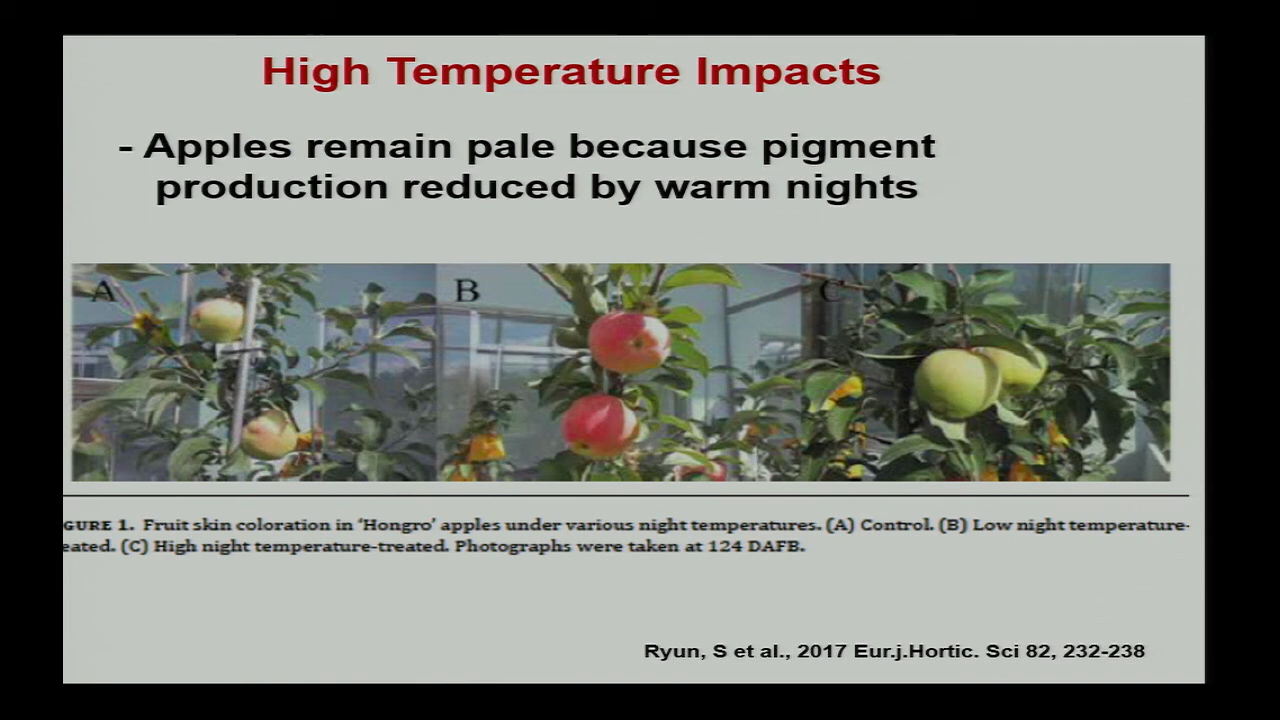 High Temperature Impacts
- Apples remain pale because pigment
production reduced by warm nights
A B C
GURE 1. Fruit skin coloration in 'Hongro' apples under various night temperatures. (A) Control. (B) Low night temperature-
eated. (C) High night temperature-treated. Photographs were taken at 124 DAFB.
Ryun, S et al., 2017 Eur.j.Hortic. Sci 82, 232-238